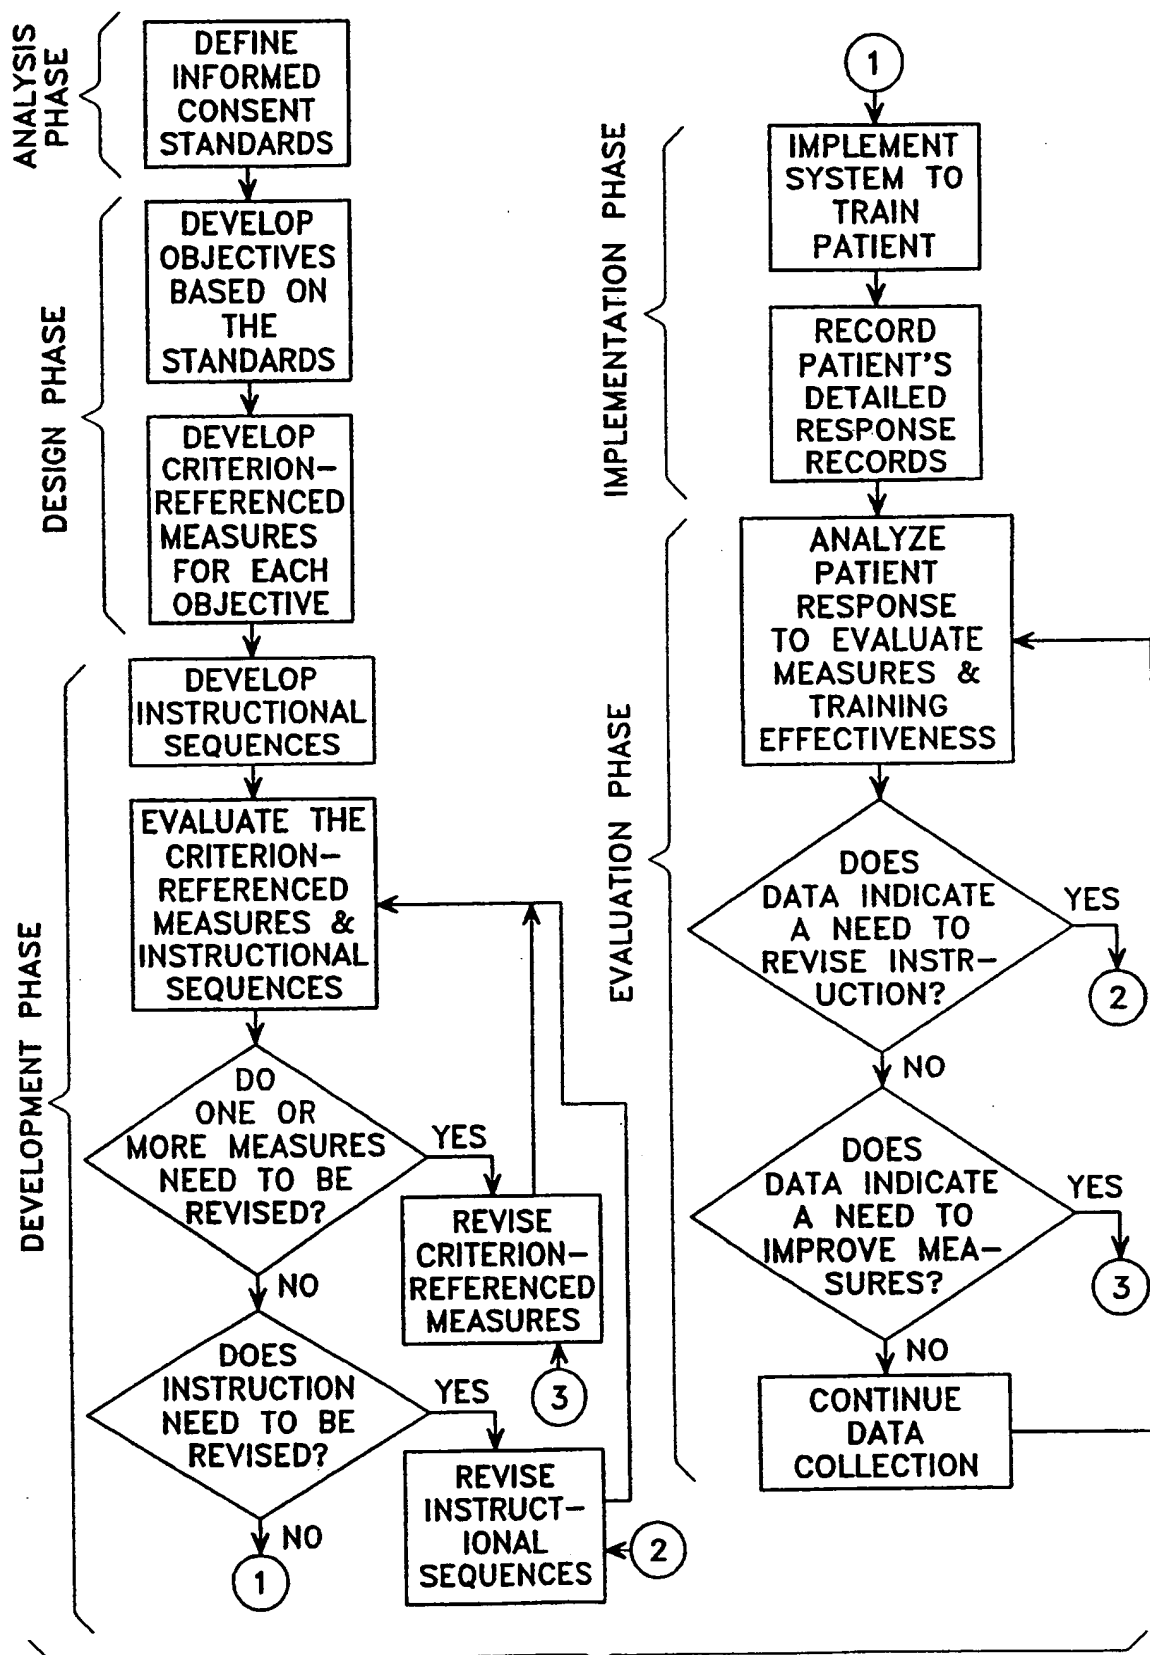 ANALYSIS
PHASE
DEFINE
INFORMED
CONSENT
STANDARDS
DESIGN PHASE
DEVELOP
OBJECTIVES
BASED ON
THE
STANDARDS
DEVELOP
CRITERION-
REFERENCED
MEASURES
FOR EACH
OBJECTIVE
DEVELOPMENT PHASE
DEVELOP
INSTRUCTIONAL
SEQUENCES
EVALUATE THE
CRITERION-
REFERENCED
MEASURES &
INSTRUCTIONAL
SEQUENCES
DO
ONE OR
MORE MEASURES
NEED TO BE
REVISED?
YES
REVISE
CRITERION-
REFERENCED
MEASURES
3
NO
DOES
INSTRUCTION
NEED TO BE
REVISED?
YES
REVISE
INSTRUCT-
IONAL
SEQUENCES
2
NO
1
1
IMPLEMENTATION PHASE
IMPLEMENT
SYSTEM TO
TRAIN
PATIENT
RECORD
PATIENT'S
DETAILED
RESPONSE
RECORDS
EVALUATION PHASE
ANALYZE
PATIENT
RESPONSE
TO EVALUATE
MEASURES &
TRAINING
EFFECTIVENESS
DOES
DATA INDICATE
A NEED TO
REVISE INSTR-
UCTION?
YES
2
NO
DOES
DATA INDICATE
A NEED TO
IMPROVE MEA-
SURES?
YES
3
NO
CONTINUE
DATA
COLLECTION